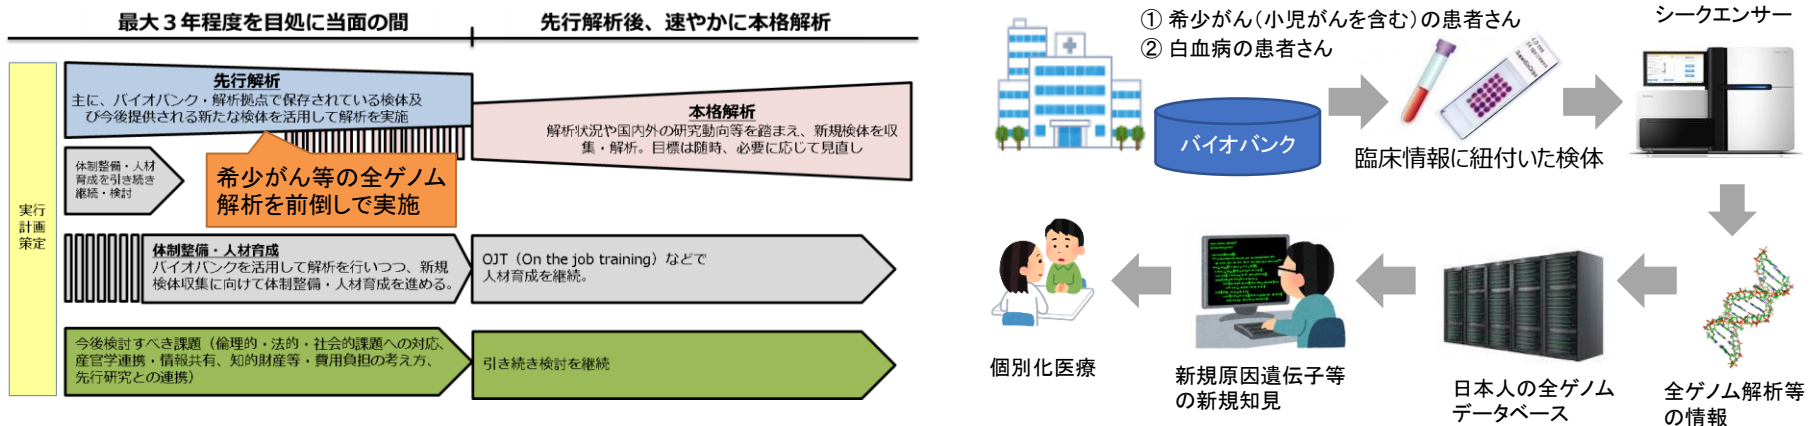 最大３年程度を目処に当面の間
先行解析後、速やかに本格解析
実行
計画
策定
先行解析
主に、バイオバンク・解析拠点で保存されている検体及
び今後提供される新たな検体を活用して解析を実施
本格解析
解析状況や国内外の研究動向等を踏まえ、新規検体を収
集・解析。目標は随時、必要に応じて見直し
体制整備・人材
育成を引き続き
継続・検討
希少がん等の全ゲノム
解析を前倒しで実施
体制整備・人材育成
バイオバンクを活用して解析を行いつつ、新規
検体収集に向けて体制整備・人材育成を進める。
OJT（On the job training）などで
人材育成を継続。
今後検討すべき課題（倫理的・法的・社会的課題への対応、
産官学連携・情報共有、知的財産等・費用負担の考え方、
先行研究との連携）
引き続き検討を継続
① 希少がん（小児がんを含む）の患者さん
② 白血病の患者さん
バイオバンク
臨床情報に紐付いた検体
シークエンサー
全ゲノム解析等
の情報
日本人の全ゲノム
データベース
新規原因遺伝子等
の新規知見
個別化医療